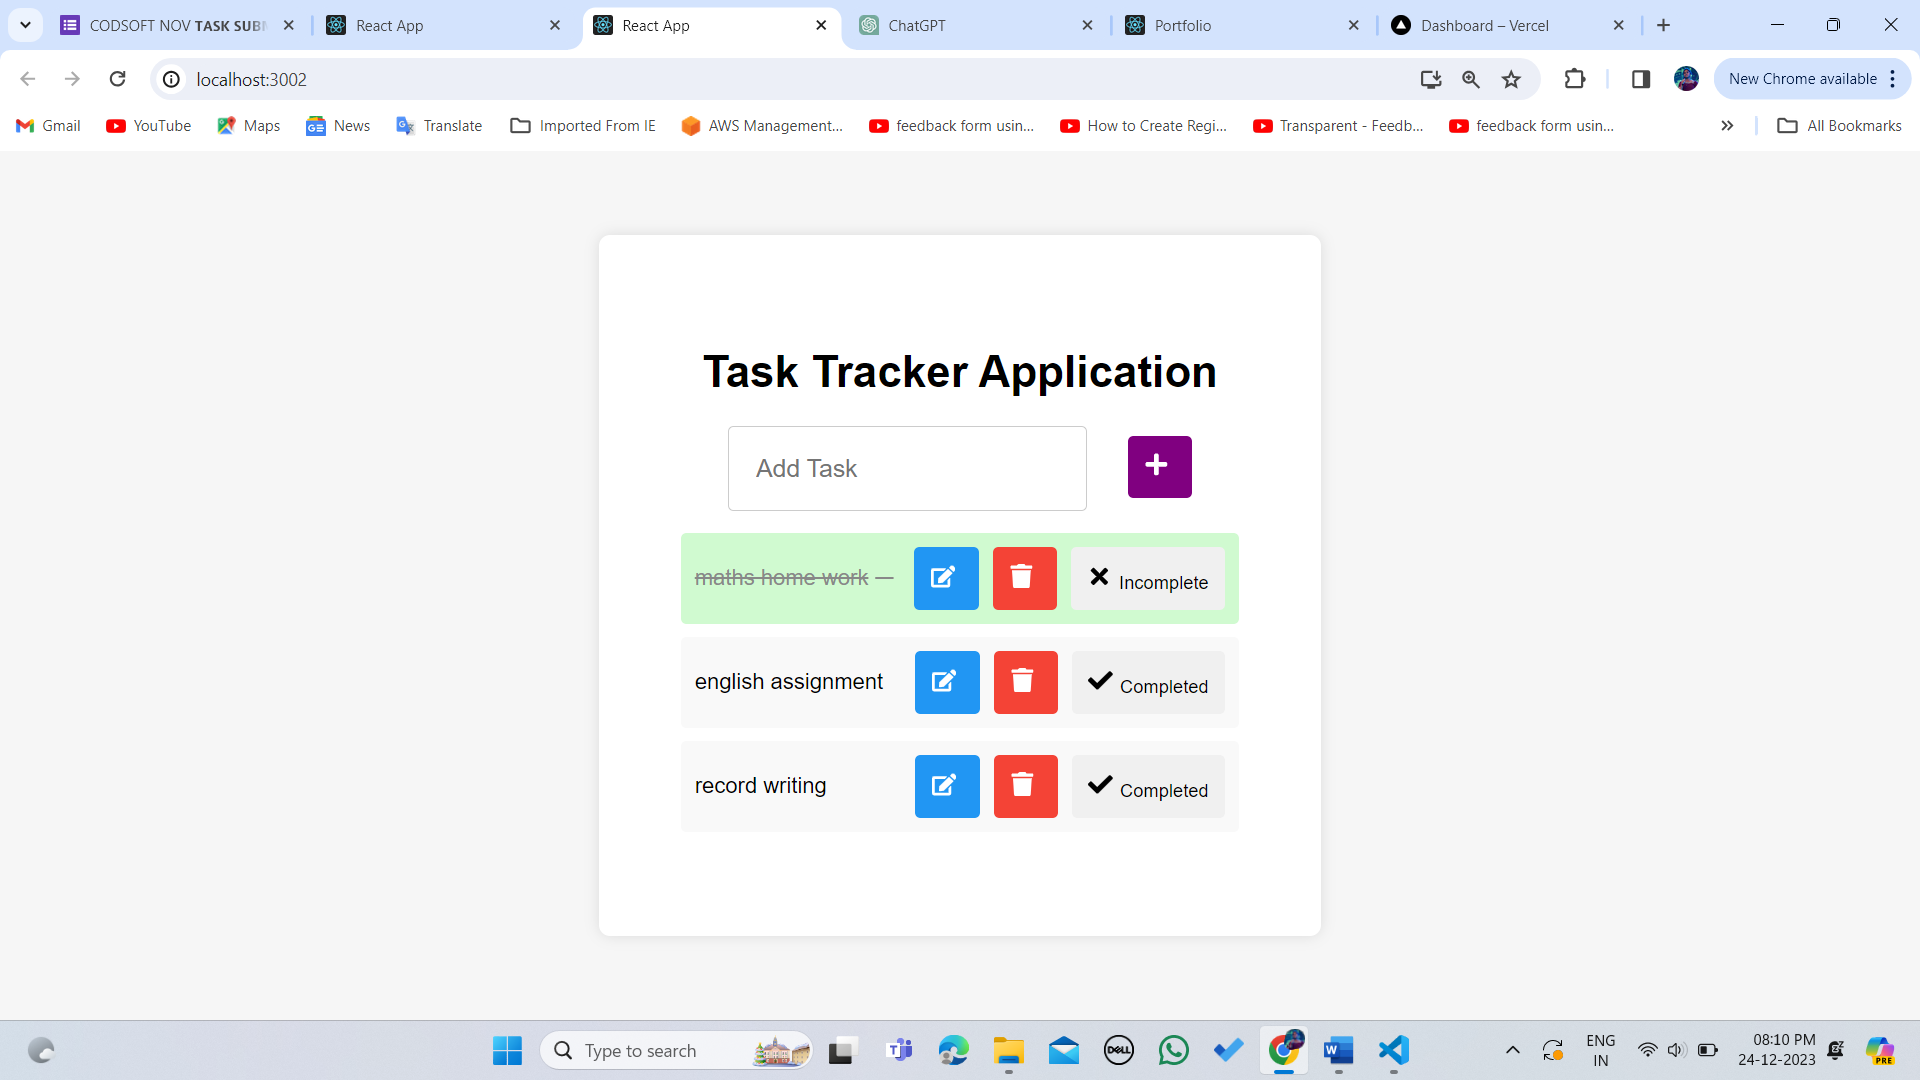 CODSOFT NOV TASK SUBN
React App
React App
ChatGPT
Portfolio
Dashboard – Vercel
localhost:3002
New Chrome available
Gmail
YouTube
Maps
News
Translate
Imported From IE
AWS Management...
feedback form usin...
How to Create Regi...
Transparent - Feedb...
feedback form usin...
All Bookmarks
Task Tracker Application
Add Task
maths home work —
Incomplete
english assignment
Completed
record writing
Completed
Type to search
DELL
ENG
IN
08:10 PM
24-12-2023
PRE